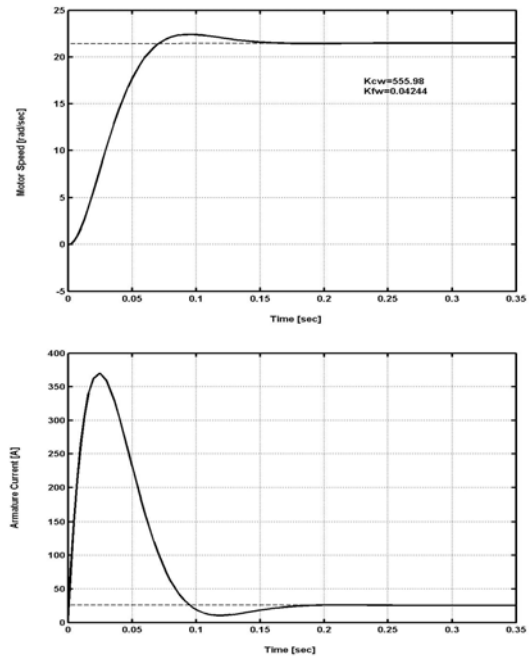 25
20
15
10
5
0
-5
Motor Speed [rad/sec]
Kcw=555.98
Kfw=0.04244
0 0.05 0.1 0.15 0.2 0.25 0.3 0.35
Time [sec]
400
350
300
250
200
150
100
50
0
Armature Current [A]
0 0.05 0.1 0.15 0.2 0.25 0.3 0.35
Time [sec]